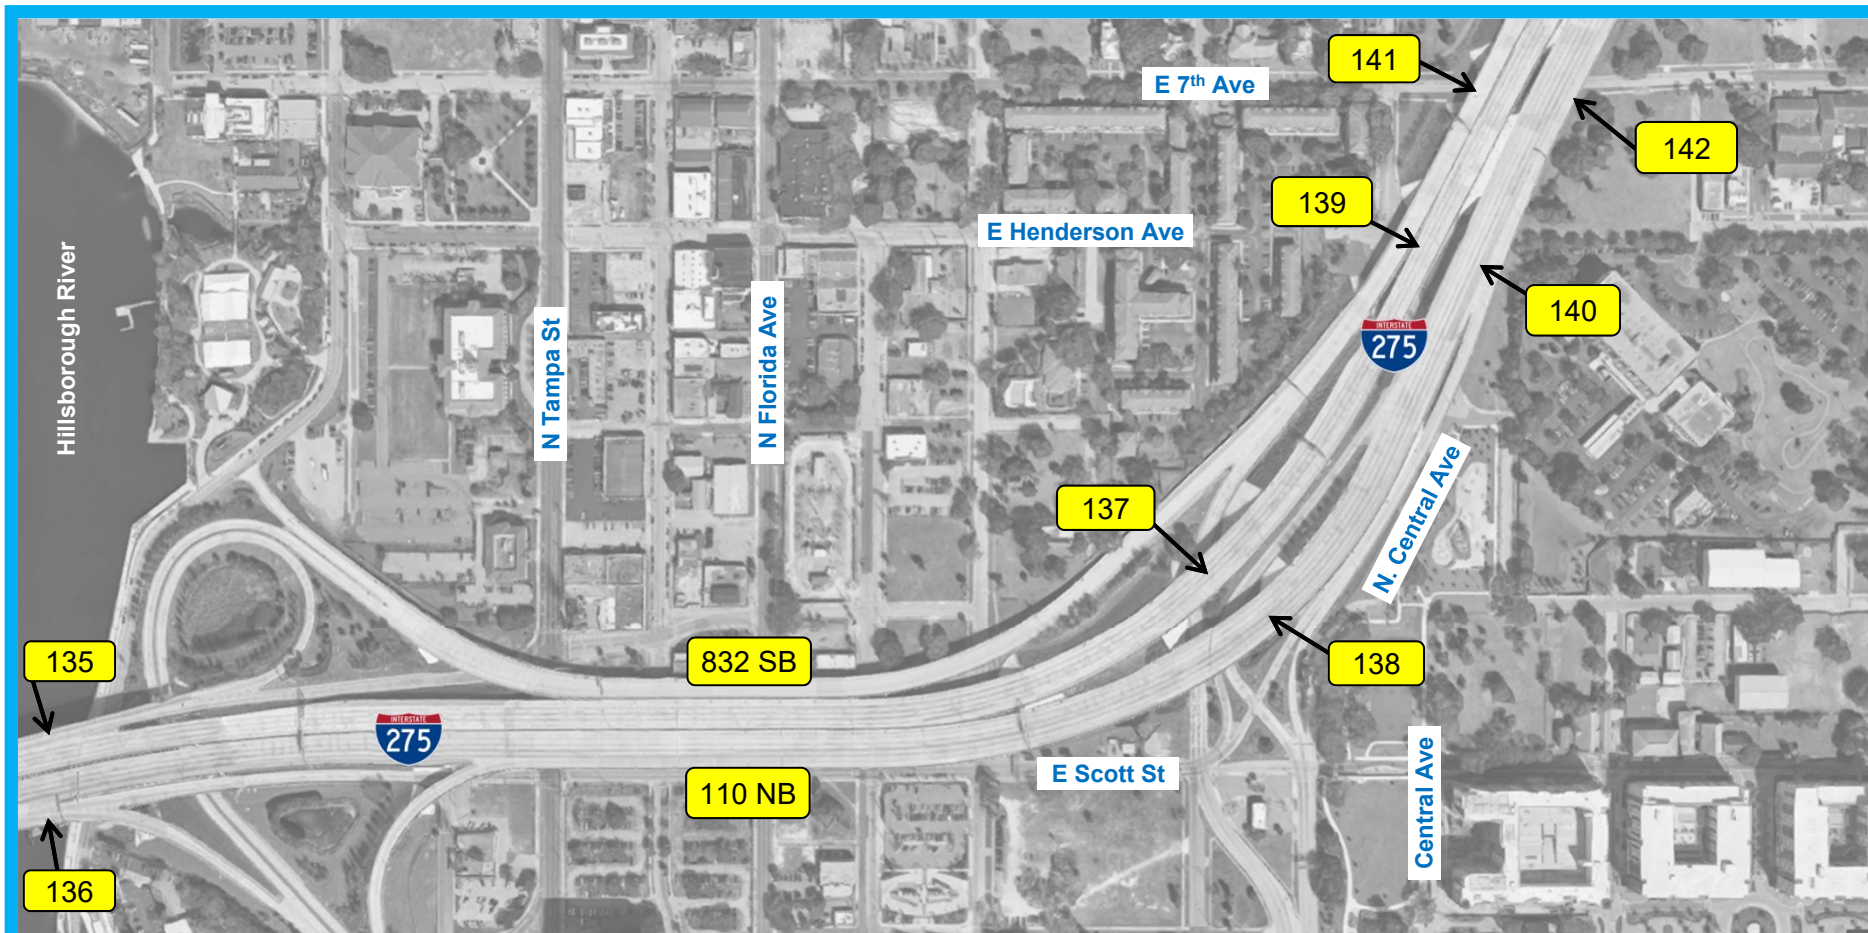 141
E 7th Ave
142
139
E Henderson Ave
Hillsborough River
140
INTERSTATE
275
N Tampa St
N Florida Ave
N. Central Ave
137
135
832 SB
138
INTERSTATE
275
E Scott St
110 NB
Central Ave
136